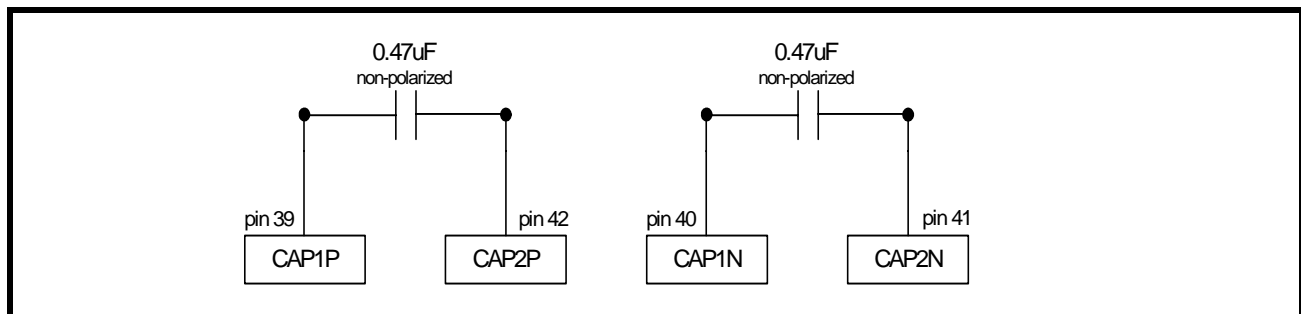 0.47uF
non-polarized
0.47uF
non-polarized
pin 39
pin 42
pin 40
pin 41
CAP1P
CAP2P
CAP1N
CAP2N